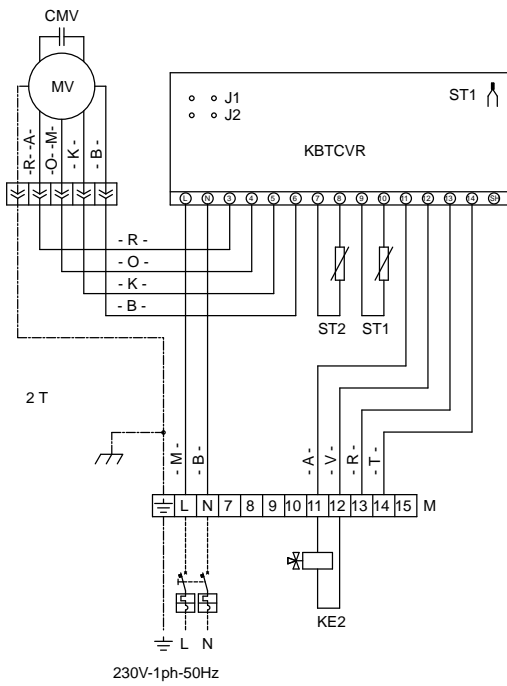 CMV
MV
J1
J2
ST1
KBTCVR
-R- -A- -O- -M- - K - - B -
L N 3 4 5 6 7 8 9 10 11 12 13 14 SH
- R -
- O -
- K -
- B -
ST2 ST1
2 T
- M - - B - - A - - V - - R - - T -
L N 7 8 9 10 11 12 13 14 15 M
KE2
L N
230V-1ph-50Hz